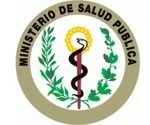 MINISTERIO DE SALUD PUBLICA